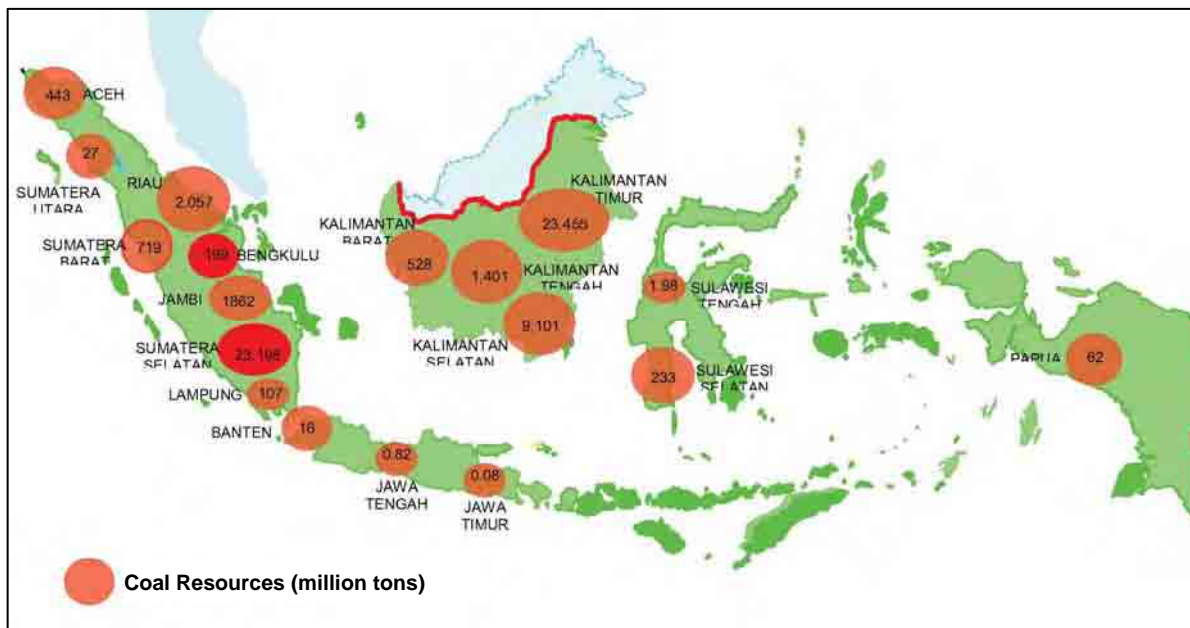 443 ACEH
27
SUMATERA
UTARA
RIAU
2,057
SUMATERA
BARAT
719
199 BENGKULU
JAMBI 1862
SUMATERA
SELATAN
23,198
LAMPUNG 107
BANTEN 16
0.82
JAWA
TENGAH
0.08
JAWA
TIMUR
KALIMANTAN
BARAT
528
KALIMANTAN
TIMUR
23,455
1,401
KALIMANTAN
TENGAH
9,101
KALIMANTAN
SELATAN
1.98
SULAWESI
TENGAH
233
SULAWESI
SELATAN
PAPUA 62
Coal Resources (million tons)